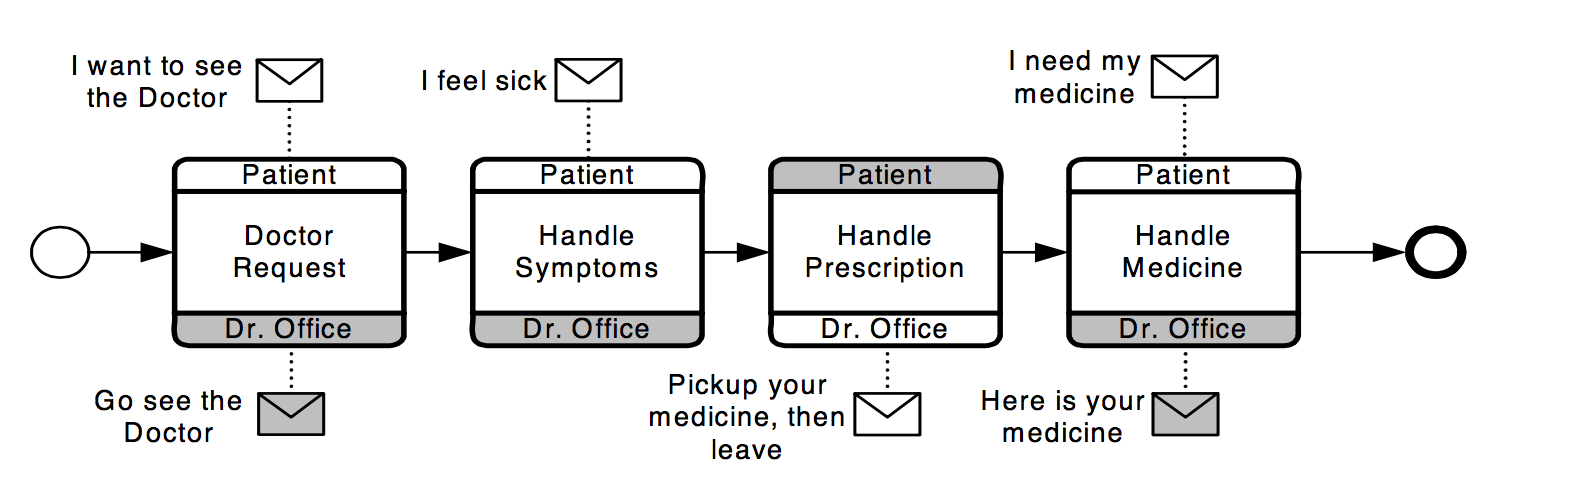 I want to see
the Doctor
I feel sick
I need my
medicine
Patient
Patient
Patient
Patient
Doctor
Request
Handle
Symptoms
Handle
Prescription
Handle
Medicine
Dr. Office
Dr. Office
Dr. Office
Dr. Office
Go see the
Doctor
Pickup your
medicine, then
leave
Here is your
medicine